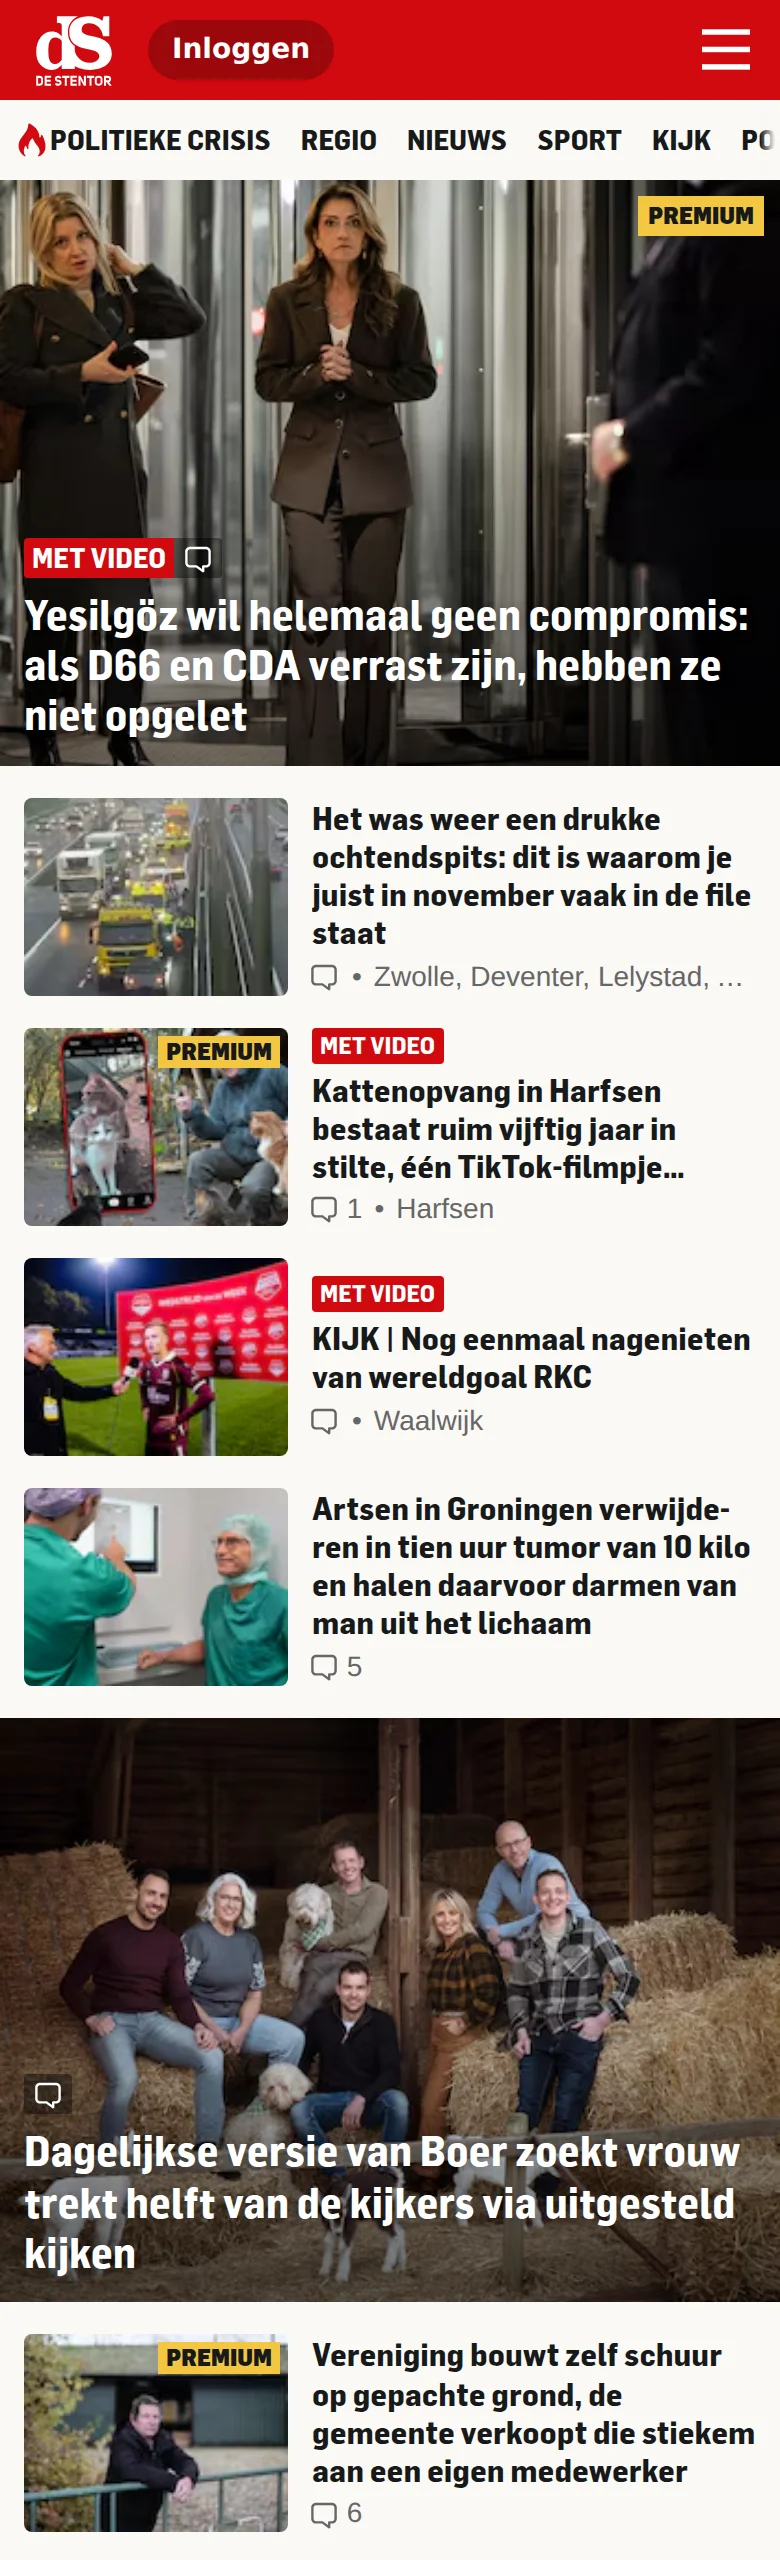 dS
DE STENTOR
Inloggen
POLITIEKE CRISIS REGIO NIEUWS SPORT KIJK PO
PREMIUM
MET VIDEO
Yesilgöz wil helemaal geen compromis:
als D66 en CDA verrast zijn, hebben ze
niet opgelet
Het was weer een drukke
ochtendspits: dit is waarom je
juist in november vaak in de file
staat
• Zwolle, Deventer, Lelystad, ...
PREMIUM
MET VIDEO
Kattenopvang in Harfsen
bestaat ruim vijftig jaar in
stilte, één TikTok-filmpje...
1 • Harfsen
MET VIDEO
KIJK | Nog eenmaal nagenieten
van wereldgoal RKC
• Waalwijk
Artsen in Groningen verwijde-
ren in tien uur tumor van 10 kilo
en halen daarvoor darmen van
man uit het lichaam
5
Dagelijkse versie van Boer zoekt vrouw
trekt helft van de kijkers via uitgesteld
kijken
PREMIUM
Vereniging bouwt zelf schuur
op gepachte grond, de
gemeente verkoopt die stiekem
aan een eigen medewerker
6